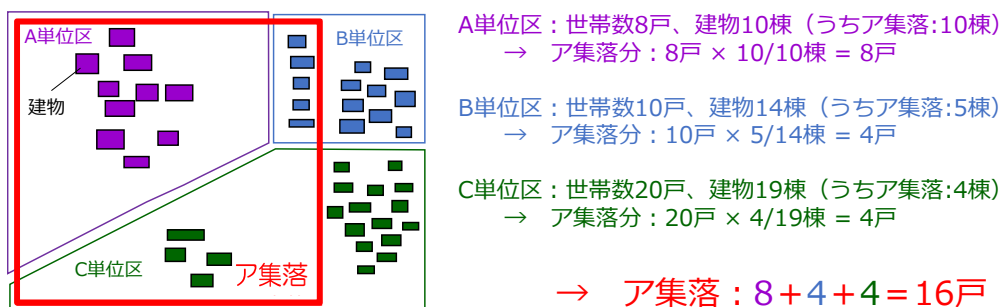 A単位区
建物
B単位区
C単位区
ア集落
A単位区：世帯数8戸、建物10棟（うちア集落:10棟）
→ ア集落分：8戸 × 10/10棟 = 8戸
B単位区：世帯数10戸、建物14棟（うちア集落:5棟）
→ ア集落分：10戸 × 5/14棟 = 4戸
C単位区：世帯数20戸、建物19棟（うちア集落:4棟）
→ ア集落分：20戸 × 4/19棟 = 4戸
→ ア集落：8＋4＋4＝16戸